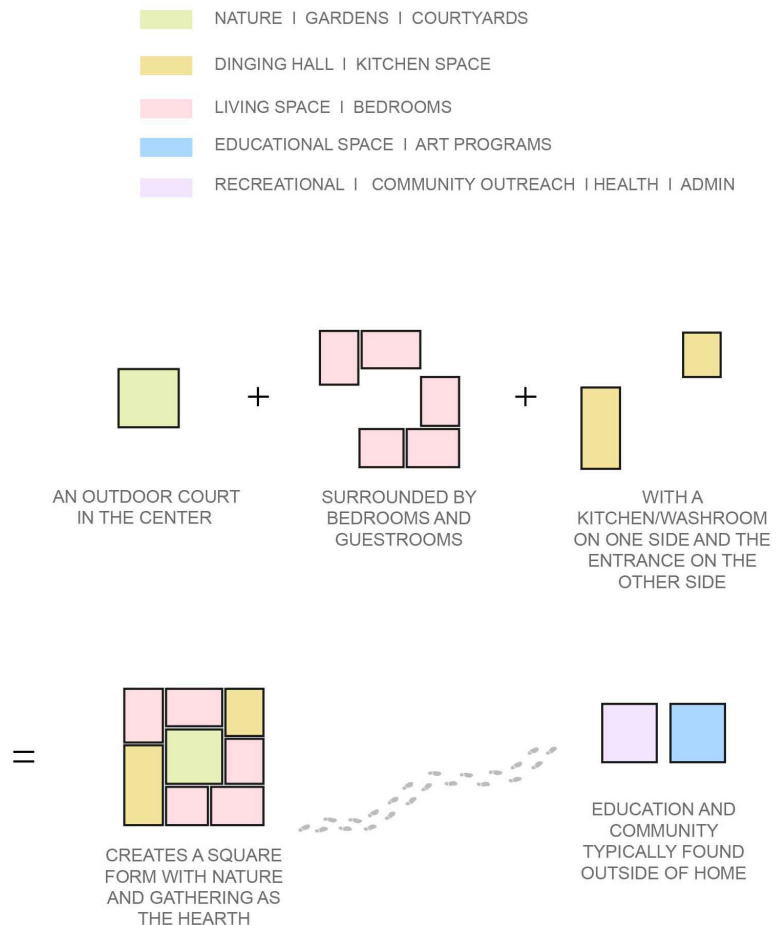 NATURE I GARDENS I COURTYARDS
DINGING HALL I KITCHEN SPACE
LIVING SPACE I BEDROOMS
EDUCATIONAL SPACE I ART PROGRAMS
RECREATIONAL I COMMUNITY OUTREACH I HEALTH I ADMIN
+
+
AN OUTDOOR COURT
IN THE CENTER
SURROUNDED BY
BEDROOMS AND
GUESTROOMS
WITH A
KITCHEN/WASHROOM
ON ONE SIDE AND THE
ENTRANCE ON THE
OTHER SIDE
=
CREATES A SQUARE
FORM WITH NATURE
AND GATHERING AS
THE HEARTH
EDUCATION AND
COMMUNITY
TYPICALLY FOUND
OUTSIDE OF HOME